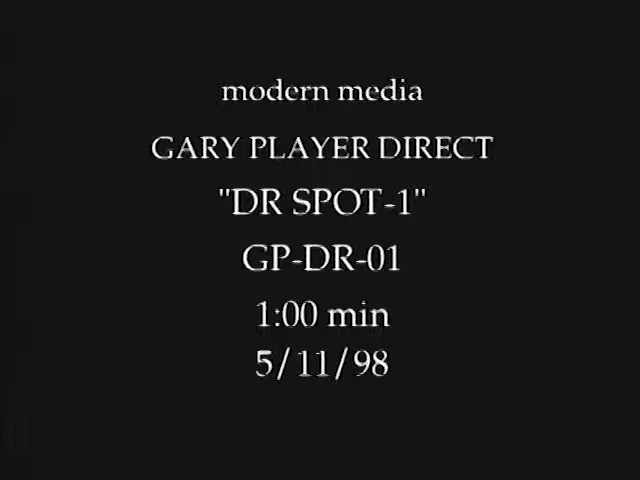 modern media
GARY PLAYER DIRECT
"DR SPOT-1"
GP-DR-01
1:00 min
5/11/98